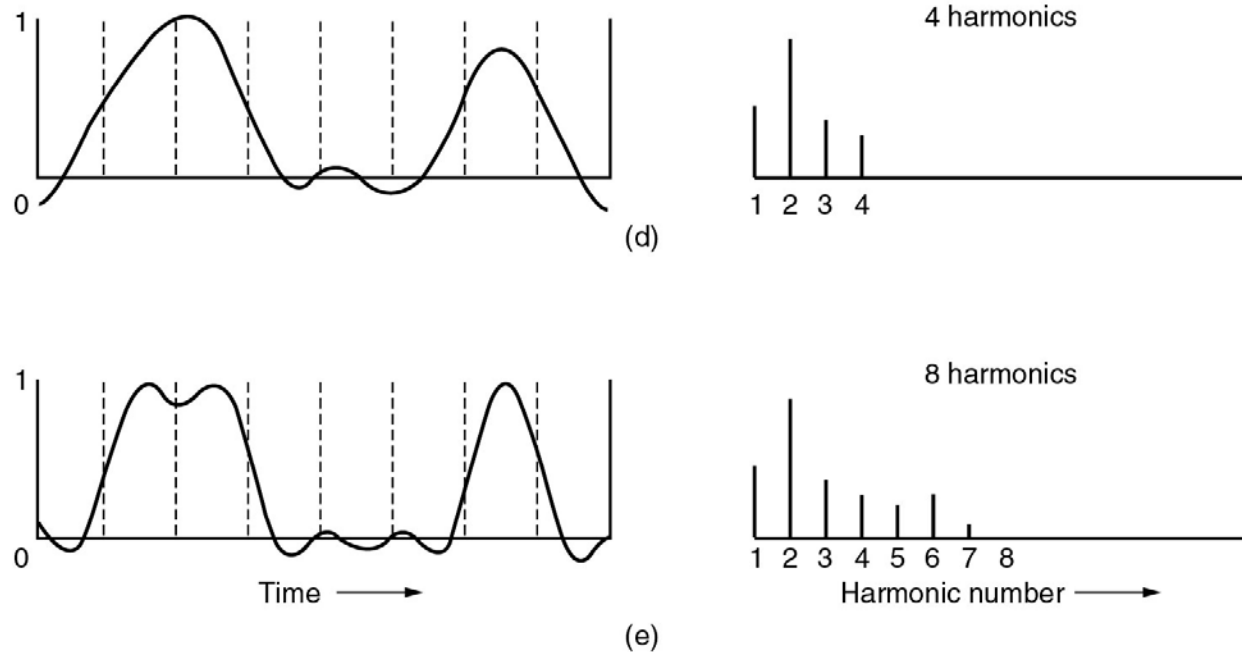 1
0
4 harmonics
1 2 3 4
(d)
1
0
Time
8 harmonics
1 2 3 4 5 6 7 8
Harmonic number
(e)